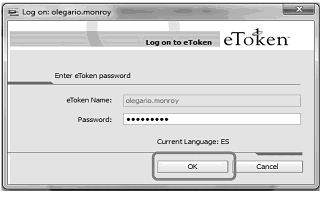 Log on: olegario.monroy
Log on to eToken eToken
Enter eToken password
eToken Name: olegario.monroy
Password: •••••••••
Current Language: ES
OK Cancel